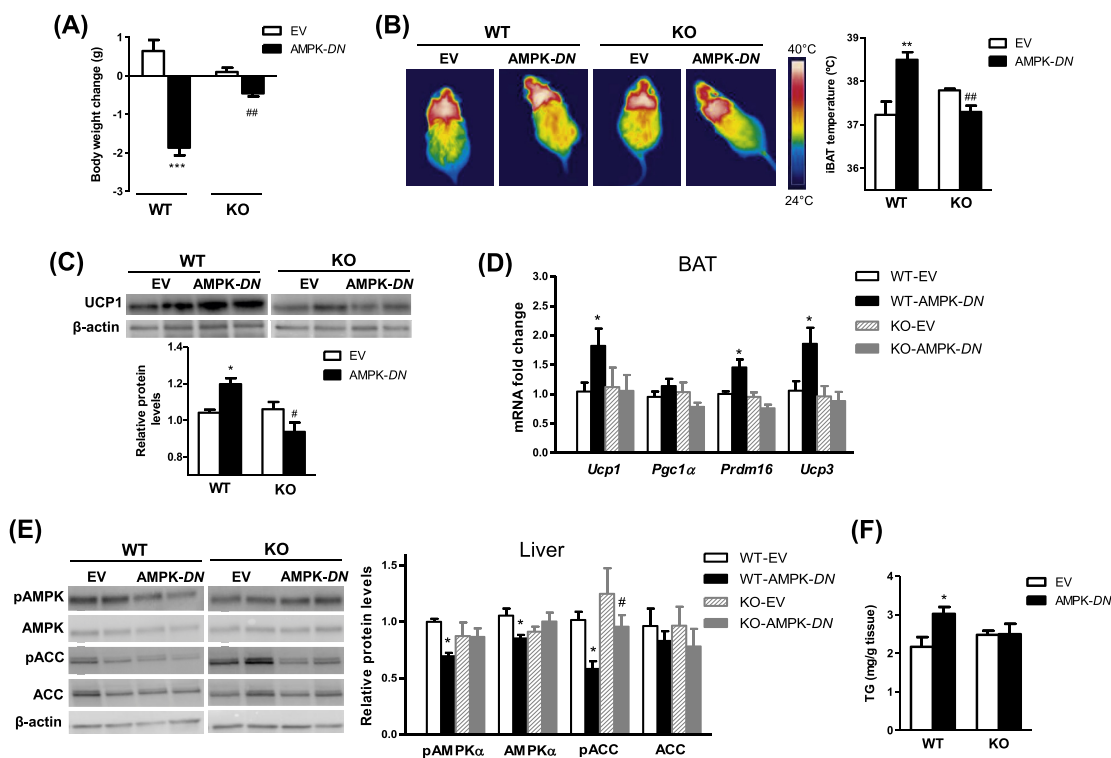 (A)
EV
AMPK-DN
Body weight change (g)
1
0
-1
-2
-3
##
***
WT
KO
(B)
WT
KO
EV
AMPK-DN
EV
AMPK-DN
40°C
24°C
EV
AMPK-DN
iBAT temperature (ºC)
40
39
38
37
36
**
##
WT
KO
(C)
WT
KO
EV
AMPK-DN
EV
AMPK-DN
UCP1
β-actin
EV
AMPK-DN
Relative protein
levels
1.4
1.2
1.0
0.8
*
#
WT
KO
(D)
BAT
mRNA fold change
3.0
2.5
2.0
1.5
1.0
0.5
0.0
*
*
*
Ucp1
Pgc1α
Prdm16
Ucp3
WT-EV
WT-AMPK-DN
KO-EV
KO-AMPK-DN
(E)
WT
KO
EV
AMPK-DN
EV
AMPK-DN
pAMPK
AMPK
pACC
ACC
β-actin
Liver
Relative protein levels
1.5
1.0
0.5
0.0
*
*
*
#
pAMPKα
AMPKα
pACC
ACC
WT-EV
WT-AMPK-DN
KO-EV
KO-AMPK-DN
(F)
EV
AMPK-DN
TG (mg/g tissue)
4
3
2
1
0
*
WT
KO